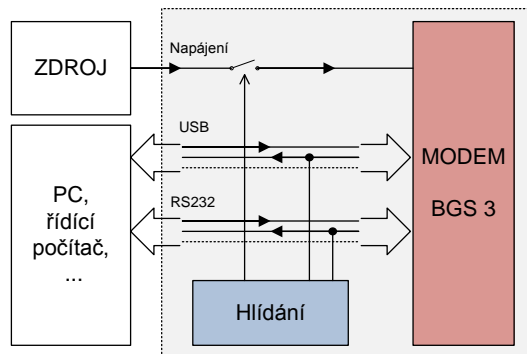 ZDROJ
Napájení
USB
PC,
řídící
počítač,
...
RS232
MODEM
BGS 3
Hlídání